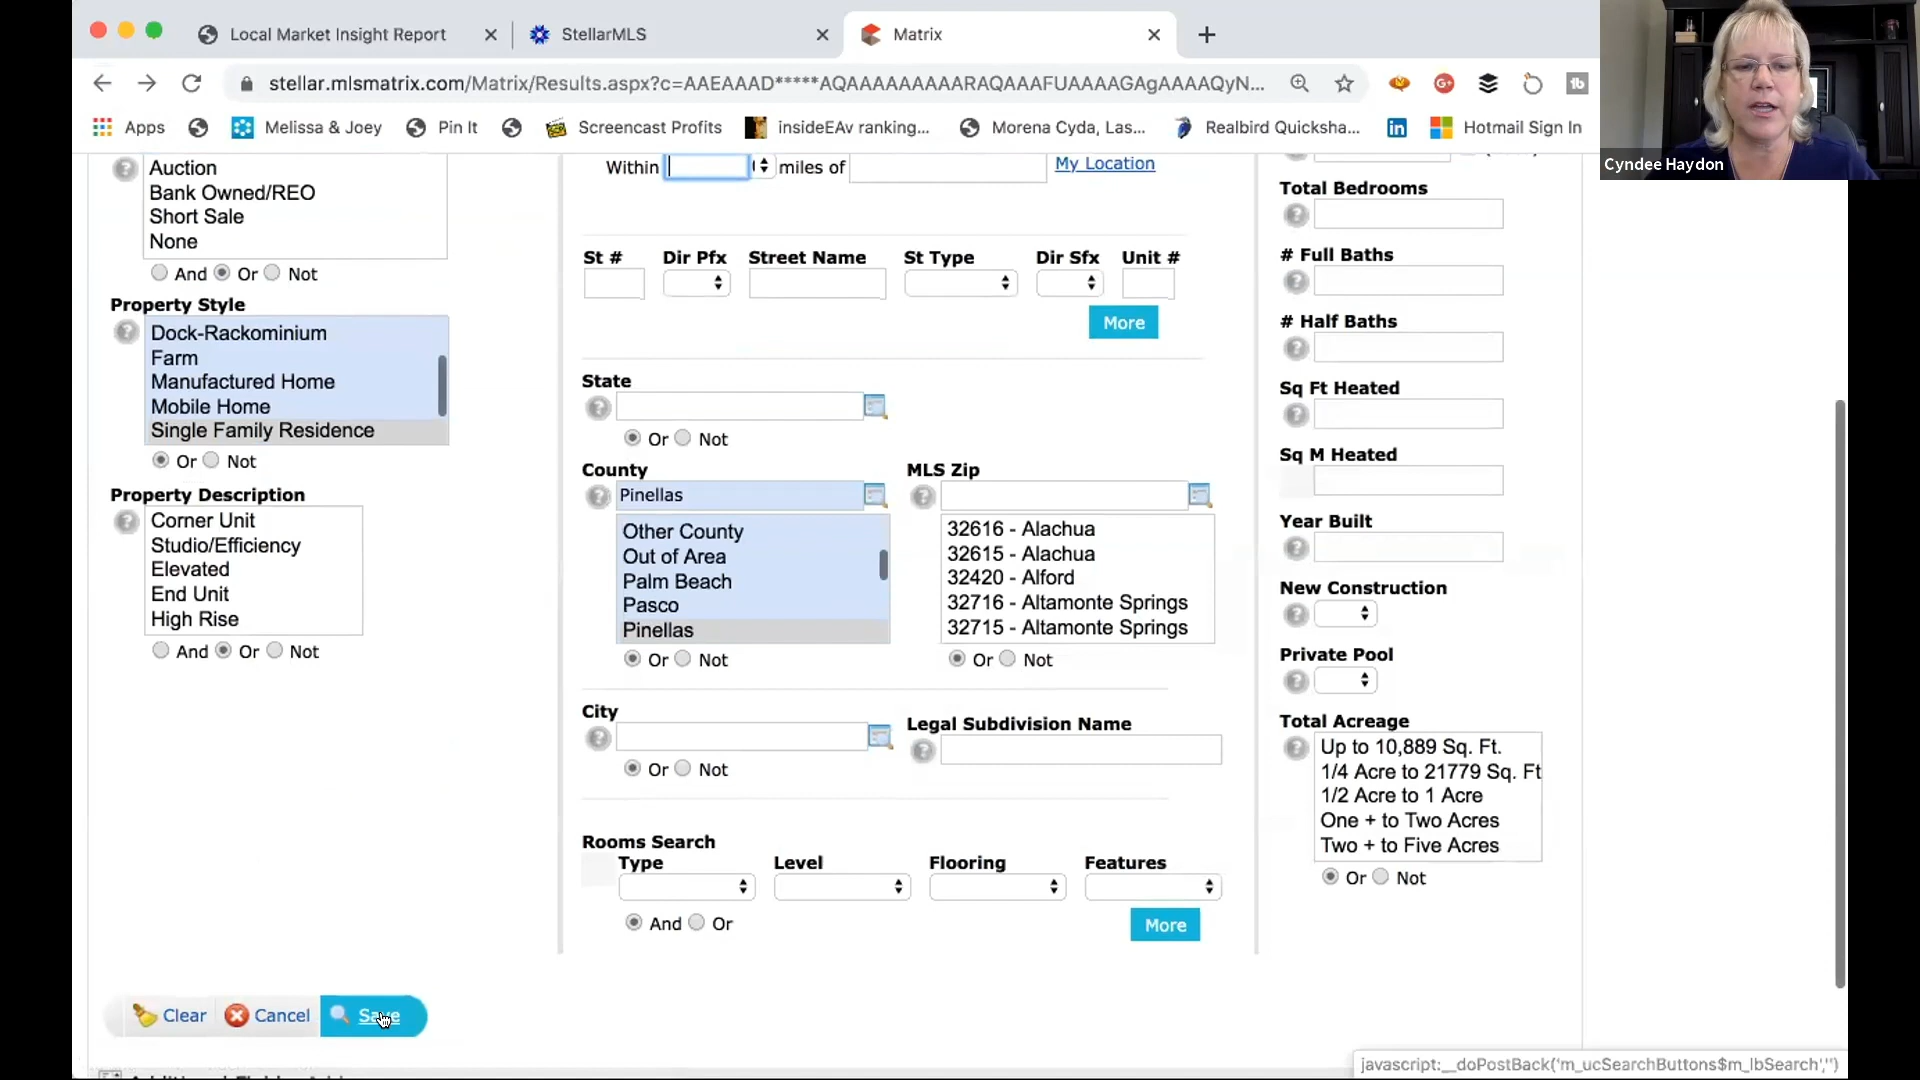 Local Market Insight Report
StellarMLS
Matrix
stellar.mlsmatrix.com/Matrix/Results.aspx?c=AAEAAAD*****AQAAAAAAAAARAQAAAFUAAAAGAgAAAAQyN...
Apps
Melissa & Joey
Pin It
Screencast Profits
insideEAv ranking...
Morena Cyda, Las...
Realbird Quicksha...
Hotmail Sign In
Cyndee Haydon
Auction
Bank Owned/REO
Short Sale
None
And Or Not
Property Style
Dock-Rackominium
Farm
Manufactured Home
Mobile Home
Single Family Residence
Or Not
Property Description
Corner Unit
Studio/Efficiency
Elevated
End Unit
High Rise
And Or Not
Within miles of My Location
St # Dir Pfx Street Name St Type Dir Sfx Unit #
More
State
Or Not
County
Pinellas
Other County
Out of Area
Palm Beach
Pasco
Pinellas
Or Not
MLS Zip
32616 - Alachua
32615 - Alachua
32420 - Alford
32716 - Altamonte Springs
32715 - Altamonte Springs
Or Not
City
Or Not
Legal Subdivision Name
Rooms Search
Type Level Flooring Features
And Or
More
Total Bedrooms
# Full Baths
# Half Baths
Sq Ft Heated
Sq M Heated
Year Built
New Construction
Private Pool
Total Acreage
Up to 10,889 Sq. Ft.
1/4 Acre to 21779 Sq. Ft
1/2 Acre to 1 Acre
One + to Two Acres
Two + to Five Acres
Or Not
Clear Cancel Save
javascript:__doPostBack('m_ucSearchButtons$m_lbSearch','')